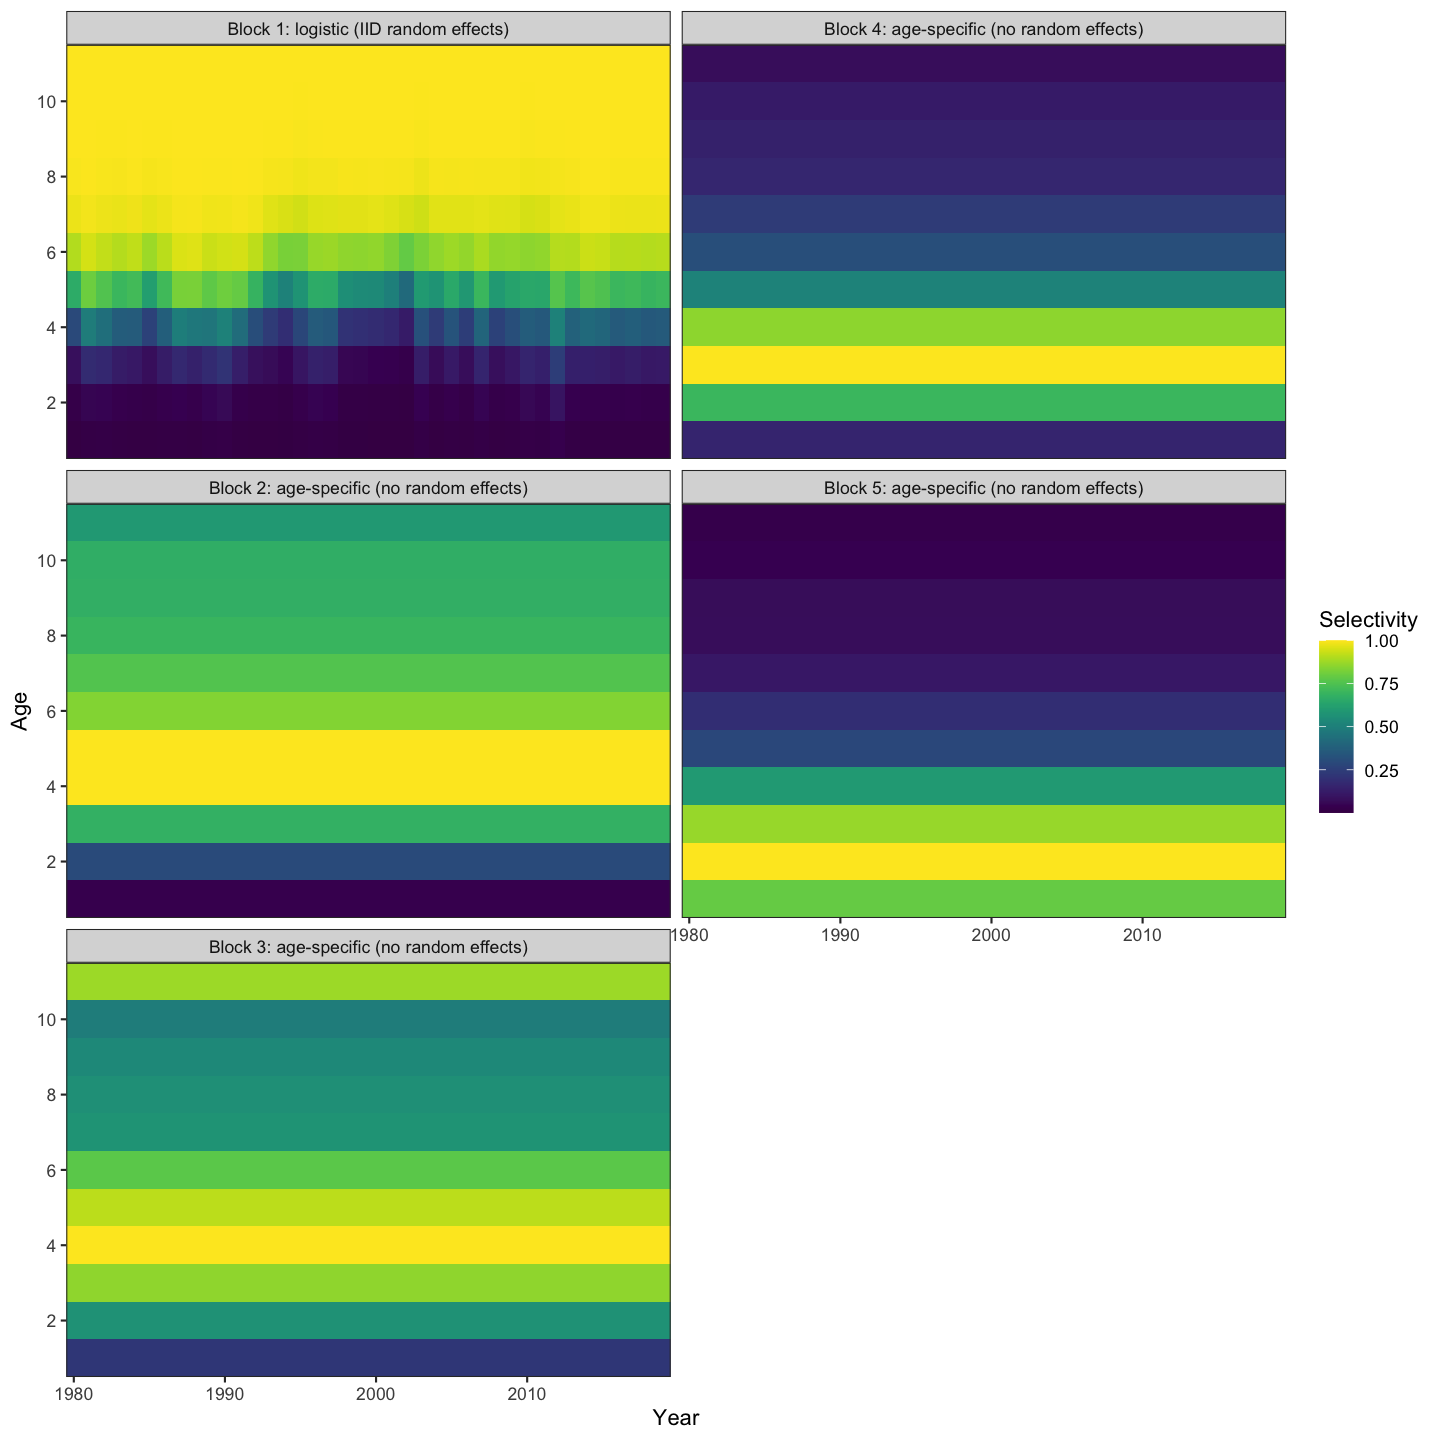 Block 1: logistic (IID random effects)
Block 4: age-specific (no random effects)
10
8
6
4
2
Block 2: age-specific (no random effects)
Block 5: age-specific (no random effects)
10
8
6
4
2
Age
Selectivity
1.00
0.75
0.50
0.25
1980 1990 2000 2010
Block 3: age-specific (no random effects)
10
8
6
4
2
1980 1990 2000 2010
Year